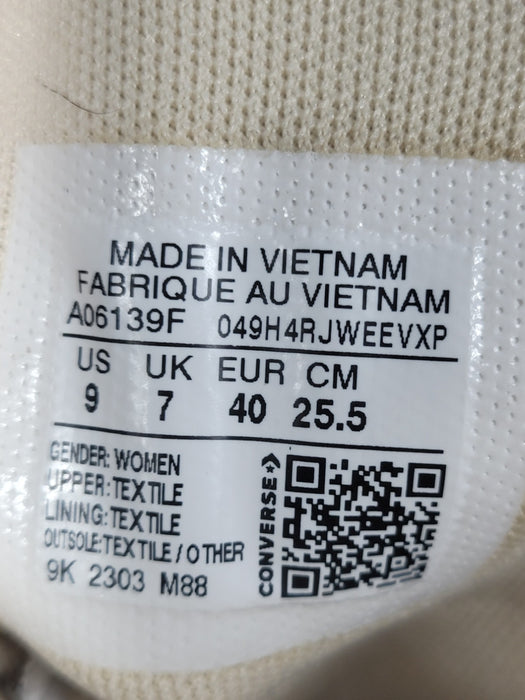 MADE IN VIETNAM
FABRIQUE AU VIETNAM
A06139F 049H4RJWEEVXP
US UK EUR CM
9 7 40 25.5
GENDER: WOMEN
UPPER:TEXTILE
LINING:TEXTILE
OUTSOLE:TEXTILE/OTHER
9K 2303 M88
CONVERSE